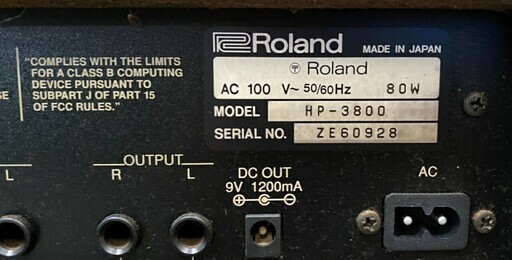 Roland
MADE IN JAPAN
Roland
AC 100 V~ 50/60Hz 80W
MODEL HP-3800
SERIAL NO. ZE60928
"COMPLIES WITH THE LIMITS
FOR A CLASS B COMPUTING
DEVICE PURSUANT TO
SUBPART J OF PART 15
OF FCC RULES."
SE
L
OUTPUT
R L
DC OUT
9V 1200mA
AC